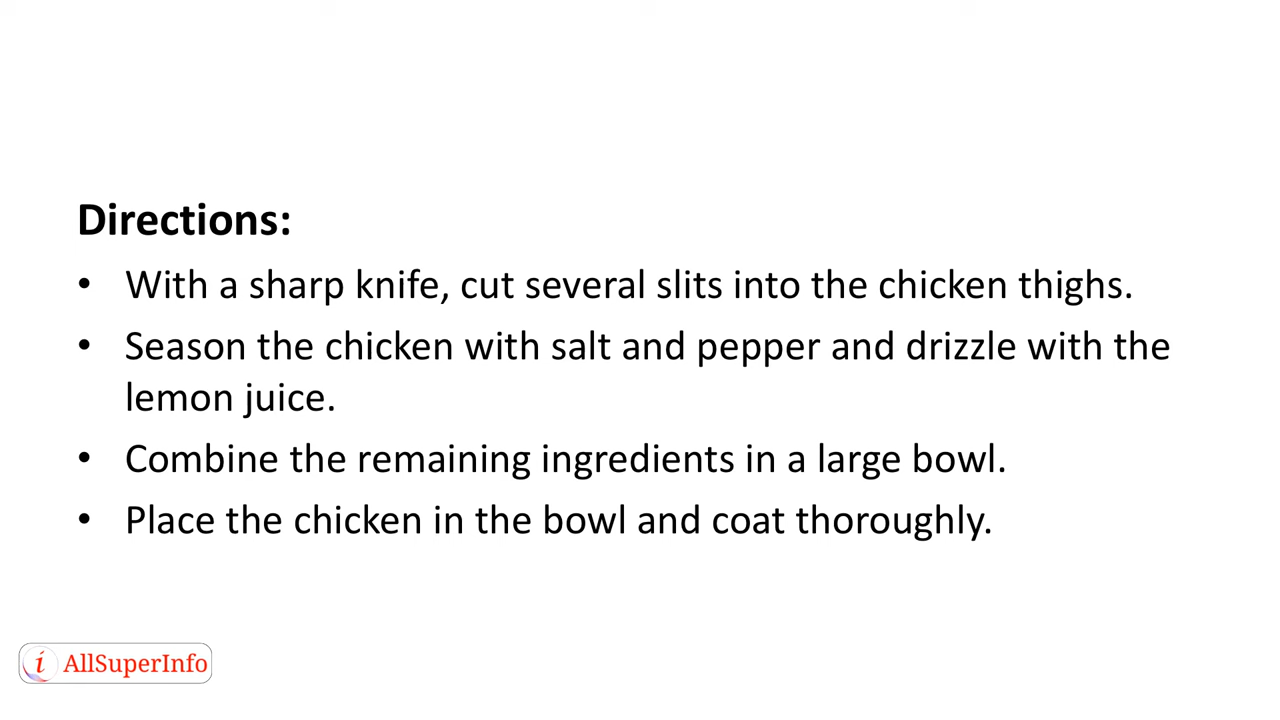 Directions:
• With a sharp knife, cut several slits into the chicken thighs.
• Season the chicken with salt and pepper and drizzle with the
lemon juice.
• Combine the remaining ingredients in a large bowl.
• Place the chicken in the bowl and coat thoroughly.
i AllSuperInfo